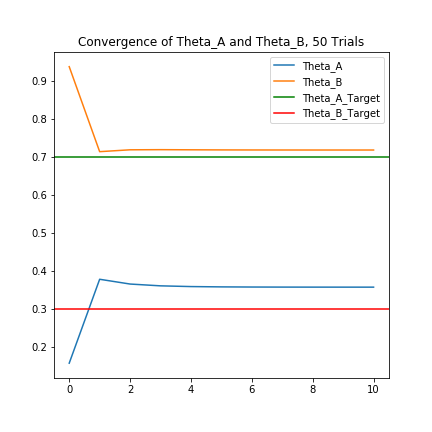 Convergence of Theta_A and Theta_B, 50 Trials
Theta_A
Theta_B
Theta_A_Target
Theta_B_Target
0.9
0.8
0.7
0.6
0.5
0.4
0.3
0.2
0 2 4 6 8 10